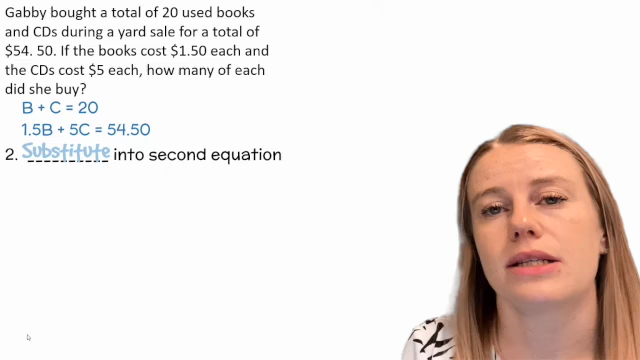 Gabby bought a total of 20 used books
and CDs during a yard sale for a total of
$54. 50. If the books cost $1.50 each and
the CDs cost $5 each, how many of each
did she buy?
B + C = 20
1.5B + 5C = 54.50
2. Substitute into second equation